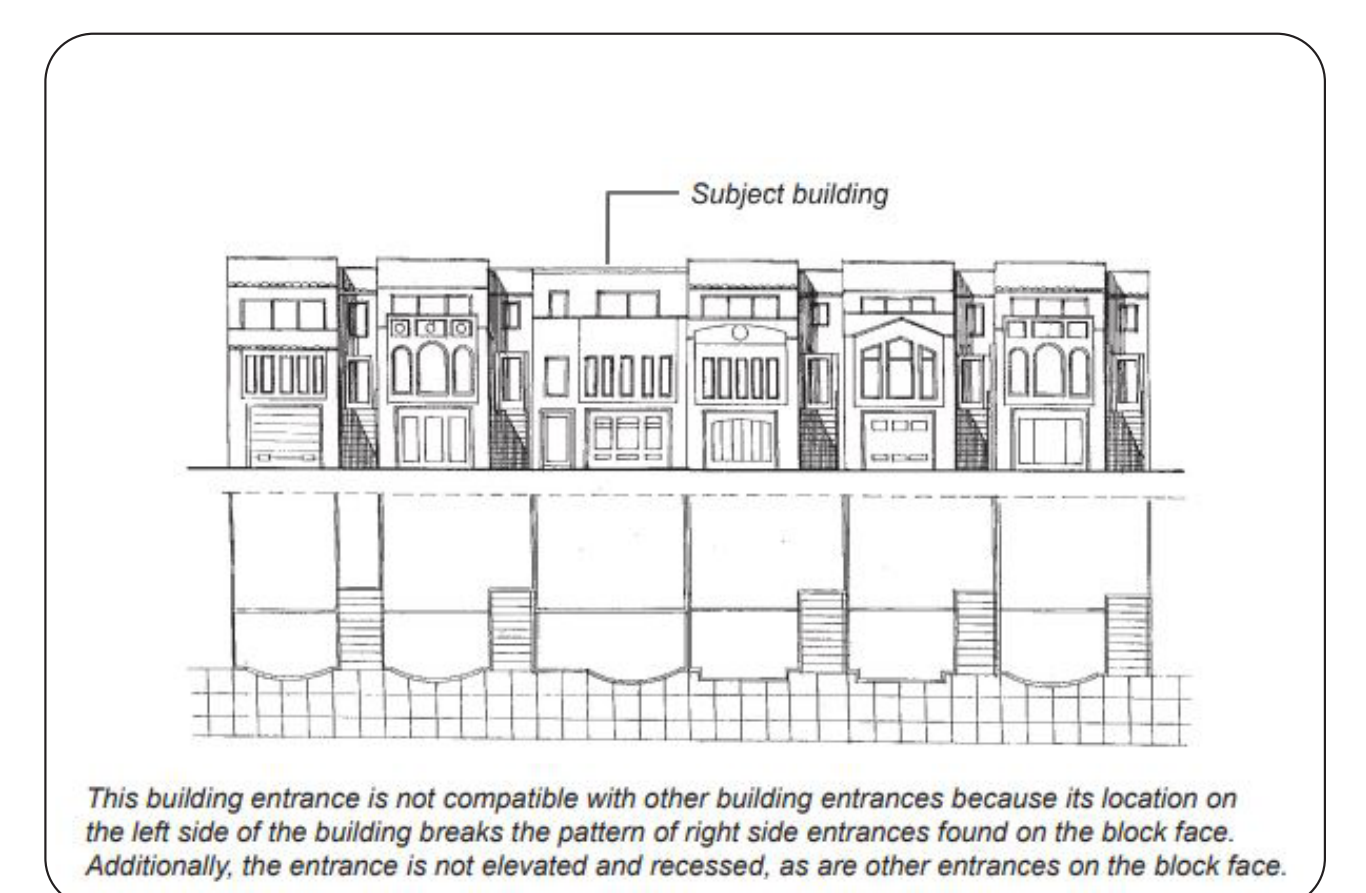 Subject building
This building entrance is not compatible with other building entrances because its location on
the left side of the building breaks the pattern of right side entrances found on the block face.
Additionally, the entrance is not elevated and recessed, as are other entrances on the block face.